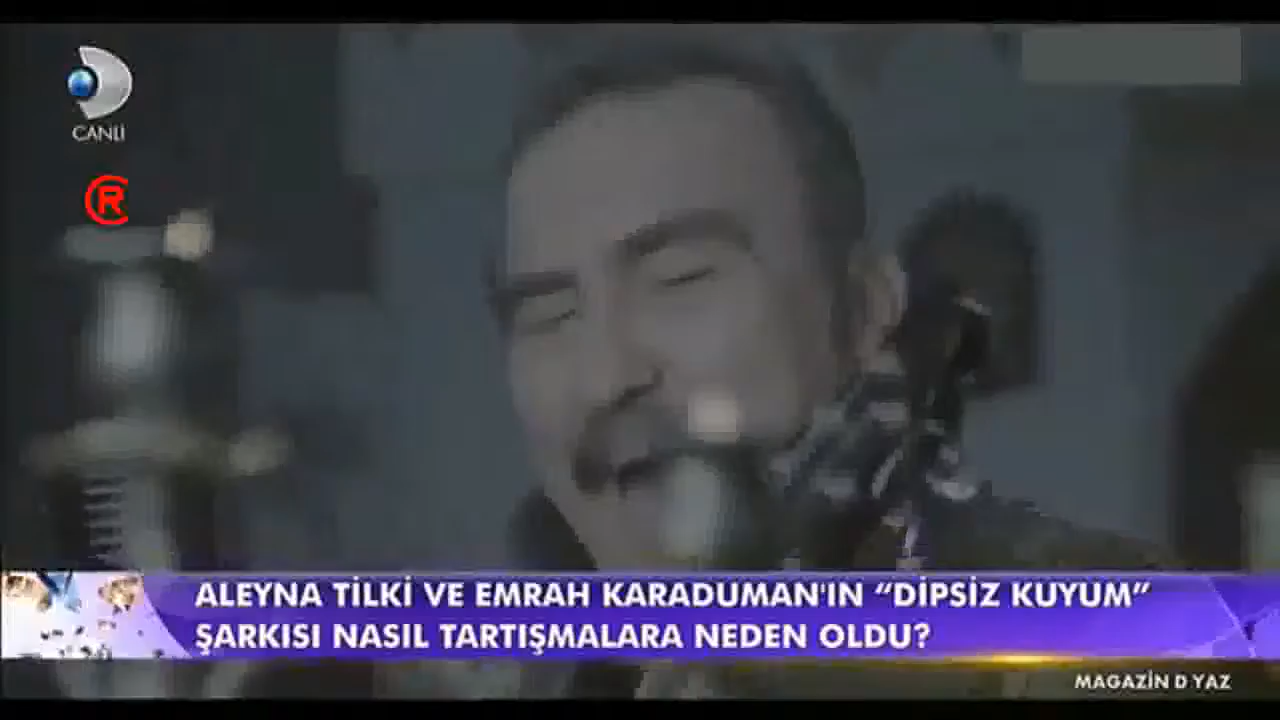 CANLI
R
ALEYNA TİLKİ VE EMRAH KARADUMAN'IN “DİPSİZ KUYUM”
ŞARKISI NASIL TARTIŞMALARA NEDEN OLDU?
MAGAZİN D YAZ